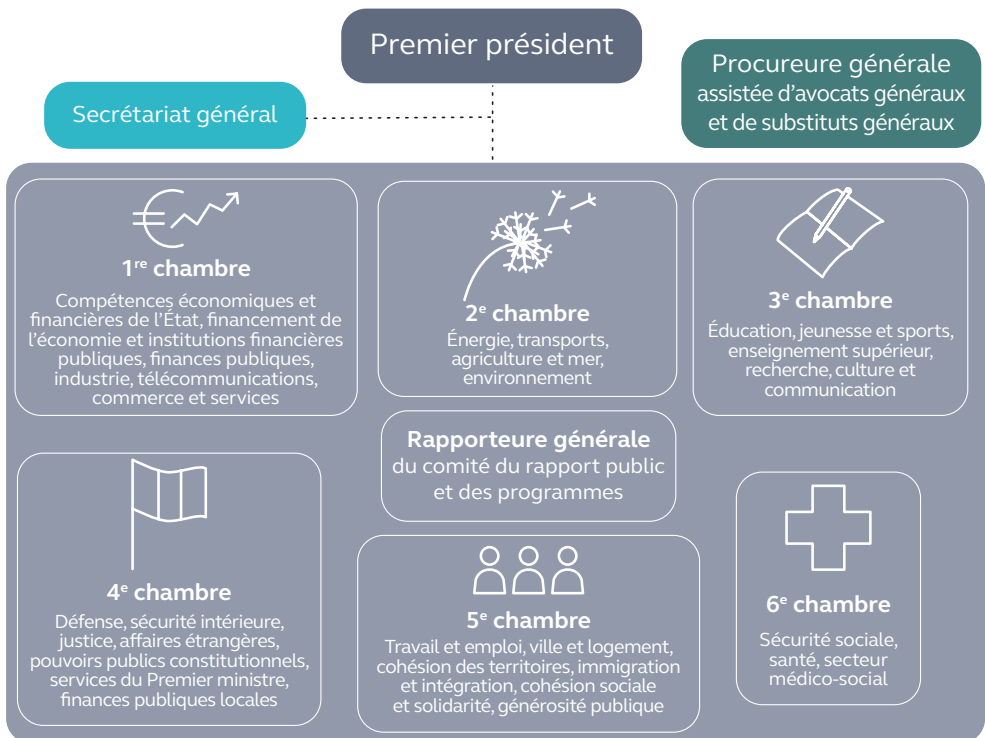 Premier président
Secrétariat général
Procureure générale
assistée d’avocats généraux
et de substituts généraux
1re chambre
Compétences économiques et
financières de l’État, financement de
l’économie et institutions financières
publiques, finances publiques,
industrie, télécommunications,
commerce et services
2e chambre
Énergie, transports,
agriculture et mer,
environnement
3e chambre
Éducation, jeunesse et sports,
enseignement supérieur,
recherche, culture et
communication
Rapporteure générale
du comité du rapport public
et des programmes
4e chambre
Défense, sécurité intérieure,
justice, affaires étrangères,
pouvoirs publics constitutionnels,
services du Premier ministre,
finances publiques locales
5e chambre
Travail et emploi, ville et logement,
cohésion des territoires, immigration
et intégration, cohésion sociale
et solidarité, générosité publique
6e chambre
Sécurité sociale,
santé, secteur
médico-social